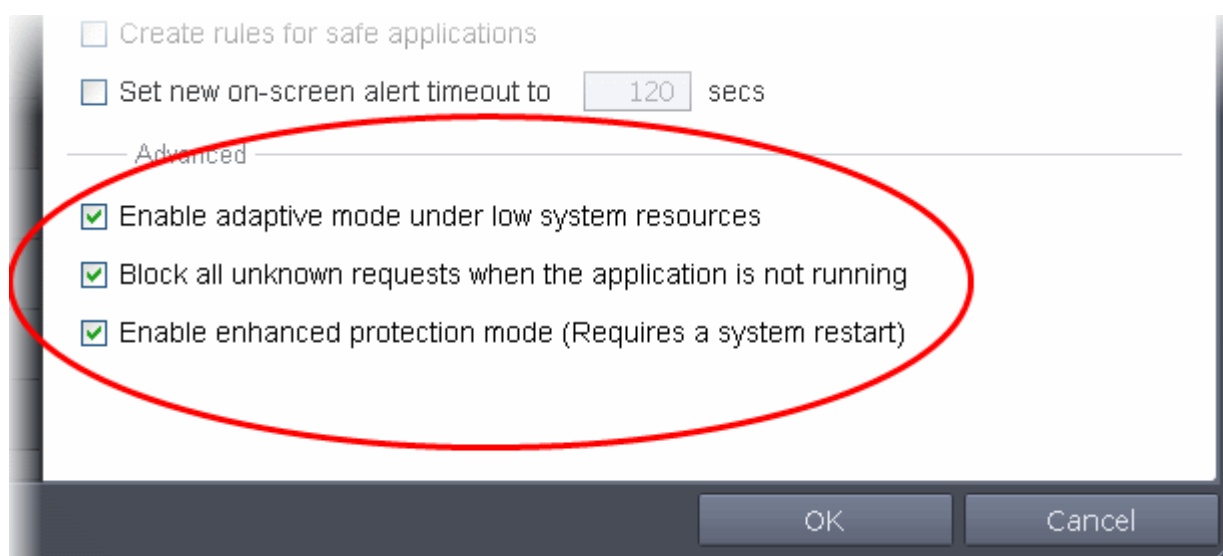 Create rules for safe applications
Set new on-screen alert timeout to 120 secs
Advanced
Enable adaptive mode under low system resources
Block all unknown requests when the application is not running
Enable enhanced protection mode (Requires a system restart)
OK Cancel